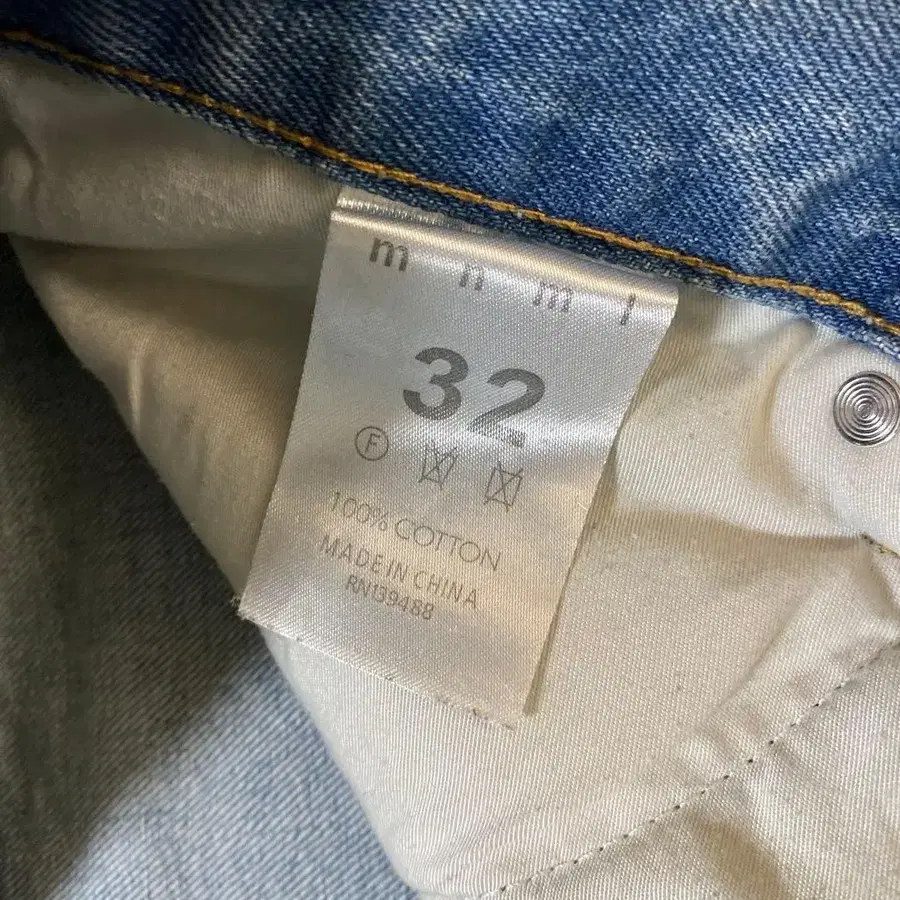 m n m l
32
F
100% COTTON
MADE IN CHINA
RN139488